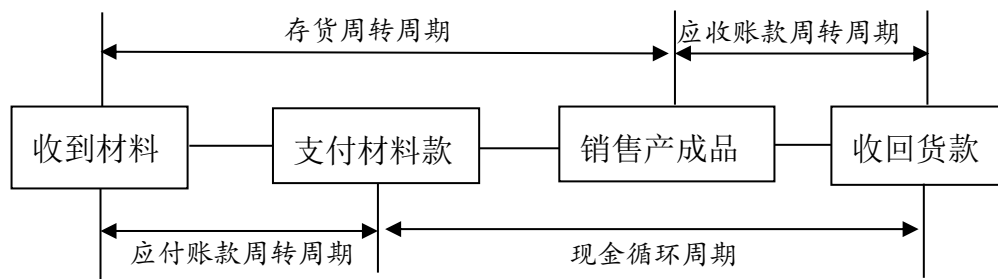 存货周转周期
应收账款周转周期
收到材料
支付材料款
销售产成品
收回货款
应付账款周转周期
现金循环周期